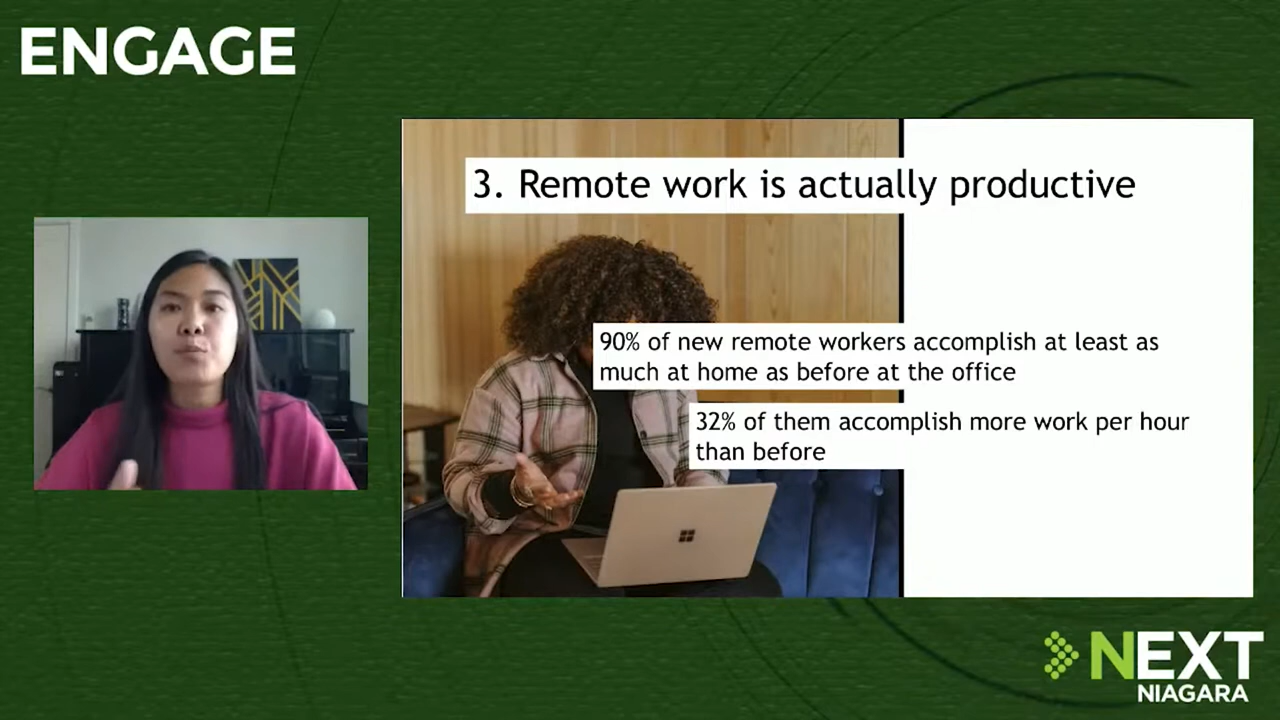 ENGAGE
3. Remote work is actually productive
90% of new remote workers accomplish at least as
much at home as before at the office
32% of them accomplish more work per hour
than before
NEXT
NIAGARA